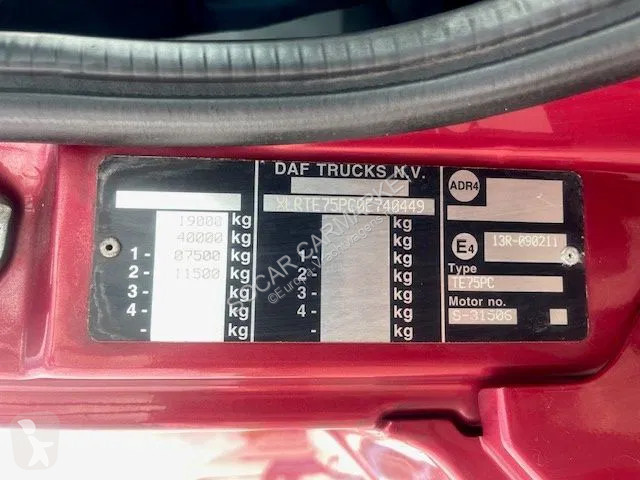 DAF TRUCKS N.V.
XLRTE75PC0E740449
19000 kg
40000 kg
1- 07500 kg
2- 11500 kg
3- kg
4- kg
- kg
kg
kg
1- kg
2- kg
3- kg
4- kg
- kg
ADR4
E4 13R-090211
Type
TE75PC
Motor no.
S-31506